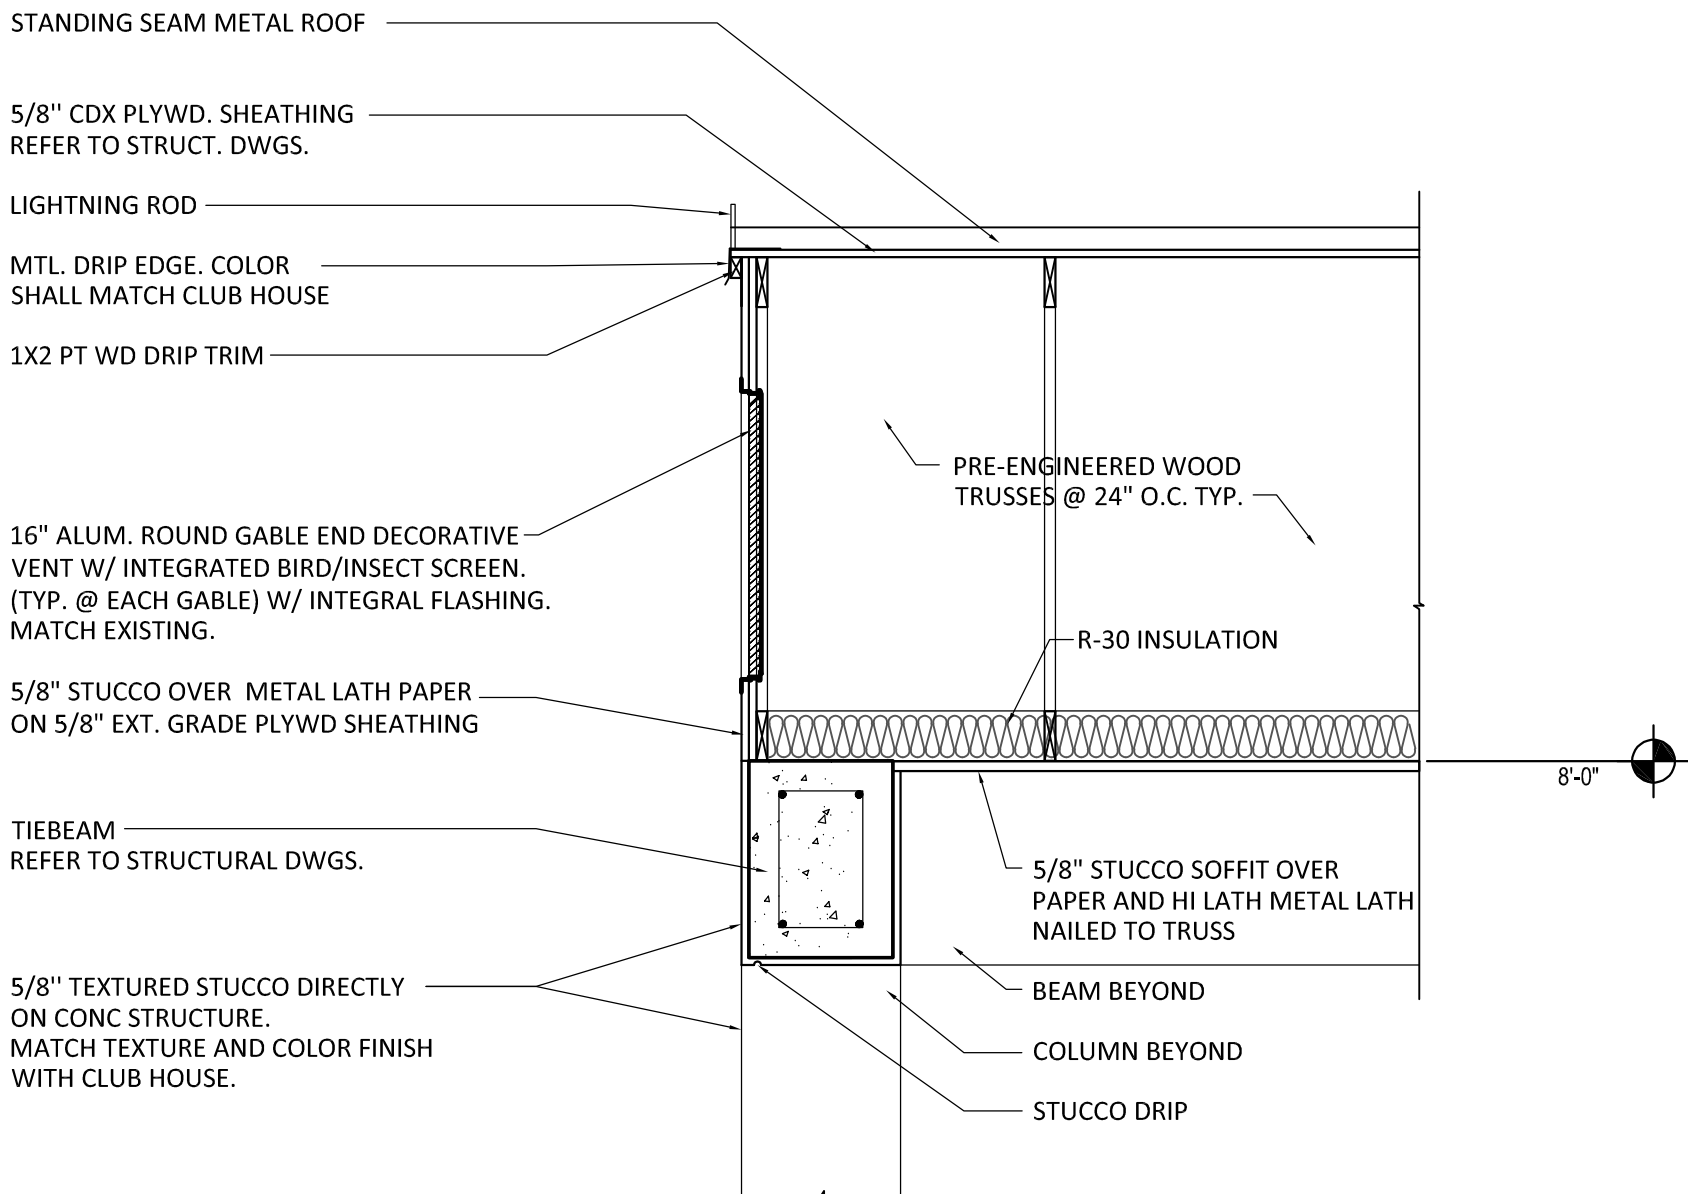 STANDING SEAM METAL ROOF
5/8" CDX PLYWD. SHEATHING
REFER TO STRUCT. DWGS.
LIGHTNING ROD
MTL. DRIP EDGE. COLOR
SHALL MATCH CLUB HOUSE
1X2 PT WD DRIP TRIM
PRE-ENGINEERED WOOD
TRUSSES @ 24" O.C. TYP.
16" ALUM. ROUND GABLE END DECORATIVE
VENT W/ INTEGRATED BIRD/INSECT SCREEN.
(TYP. @ EACH GABLE) W/ INTEGRAL FLASHING.
MATCH EXISTING.
R-30 INSULATION
5/8" STUCCO OVER METAL LATH PAPER
ON 5/8" EXT. GRADE PLYWD SHEATHING
8'-0"
TIEBEAM
REFER TO STRUCTURAL DWGS.
5/8" STUCCO SOFFIT OVER
PAPER AND HI LATH METAL LATH
NAILED TO TRUSS
5/8" TEXTURED STUCCO DIRECTLY
ON CONC STRUCTURE.
MATCH TEXTURE AND COLOR FINISH
WITH CLUB HOUSE.
BEAM BEYOND
COLUMN BEYOND
STUCCO DRIP